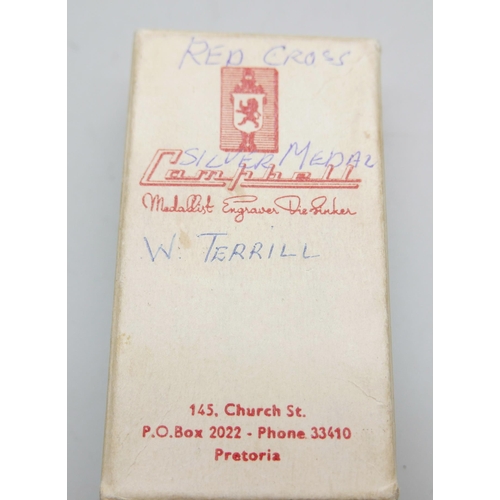 RED CROSS
SILVER MEDAL
Campbell
Medallist Engraver Die Sinker
W. TERRILL
145, Church St.
P.O.Box 2022 - Phone 33410
Pretoria